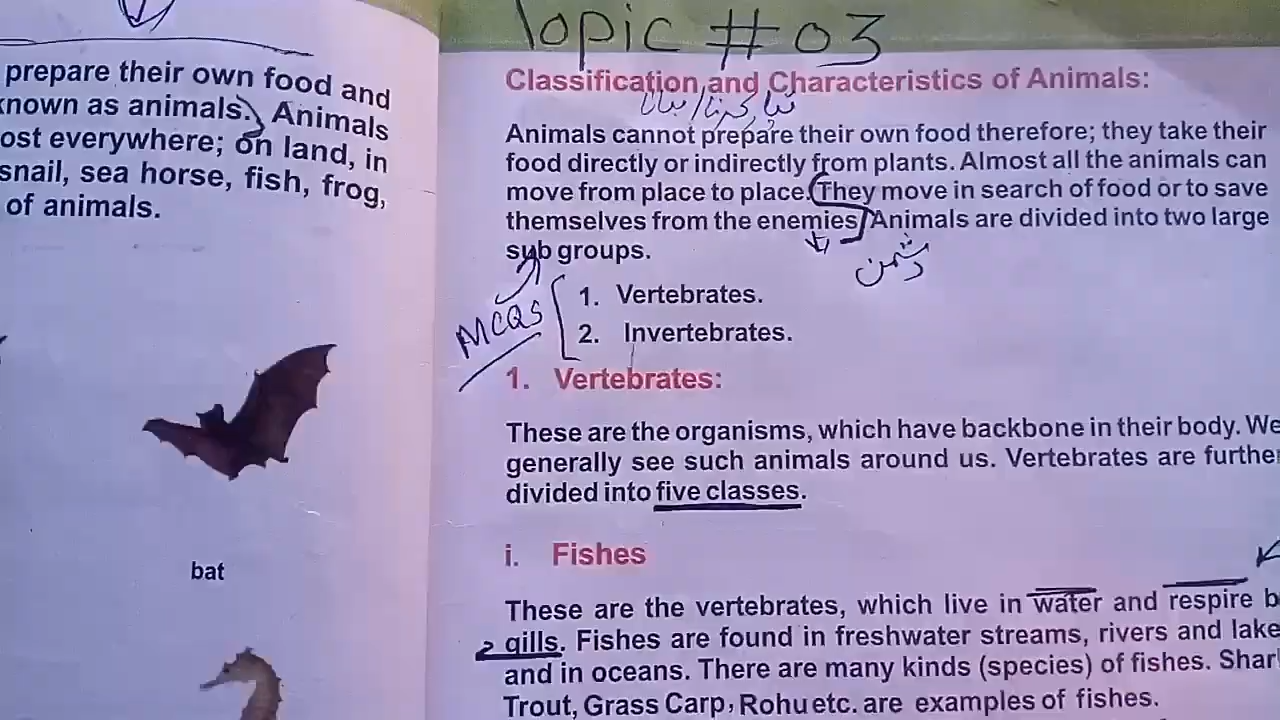 prepare their own food and
known as animals. Animals
ost everywhere; on land, in
snail, sea horse, fish, frog,
of animals.
bat
Topic # 03
Classification and Characteristics of Animals:
تیار کرنا / بنانا
Animals cannot prepare their own food therefore; they take their
food directly or indirectly from plants. Almost all the animals can
move from place to place. They move in search of food or to save
themselves from the enemies. Animals are divided into two large
sub groups.
دشمن
MCQS
1. Vertebrates.
2. Invertebrates.
1. Vertebrates:
These are the organisms, which have backbone in their body. We
generally see such animals around us. Vertebrates are further
divided into five classes.
i. Fishes
These are the vertebrates, which live in water and respire b
gills. Fishes are found in freshwater streams, rivers and lake
and in oceans. There are many kinds (species) of fishes. Shar
Trout, Grass Carp, Rohu etc. are examples of fishes.